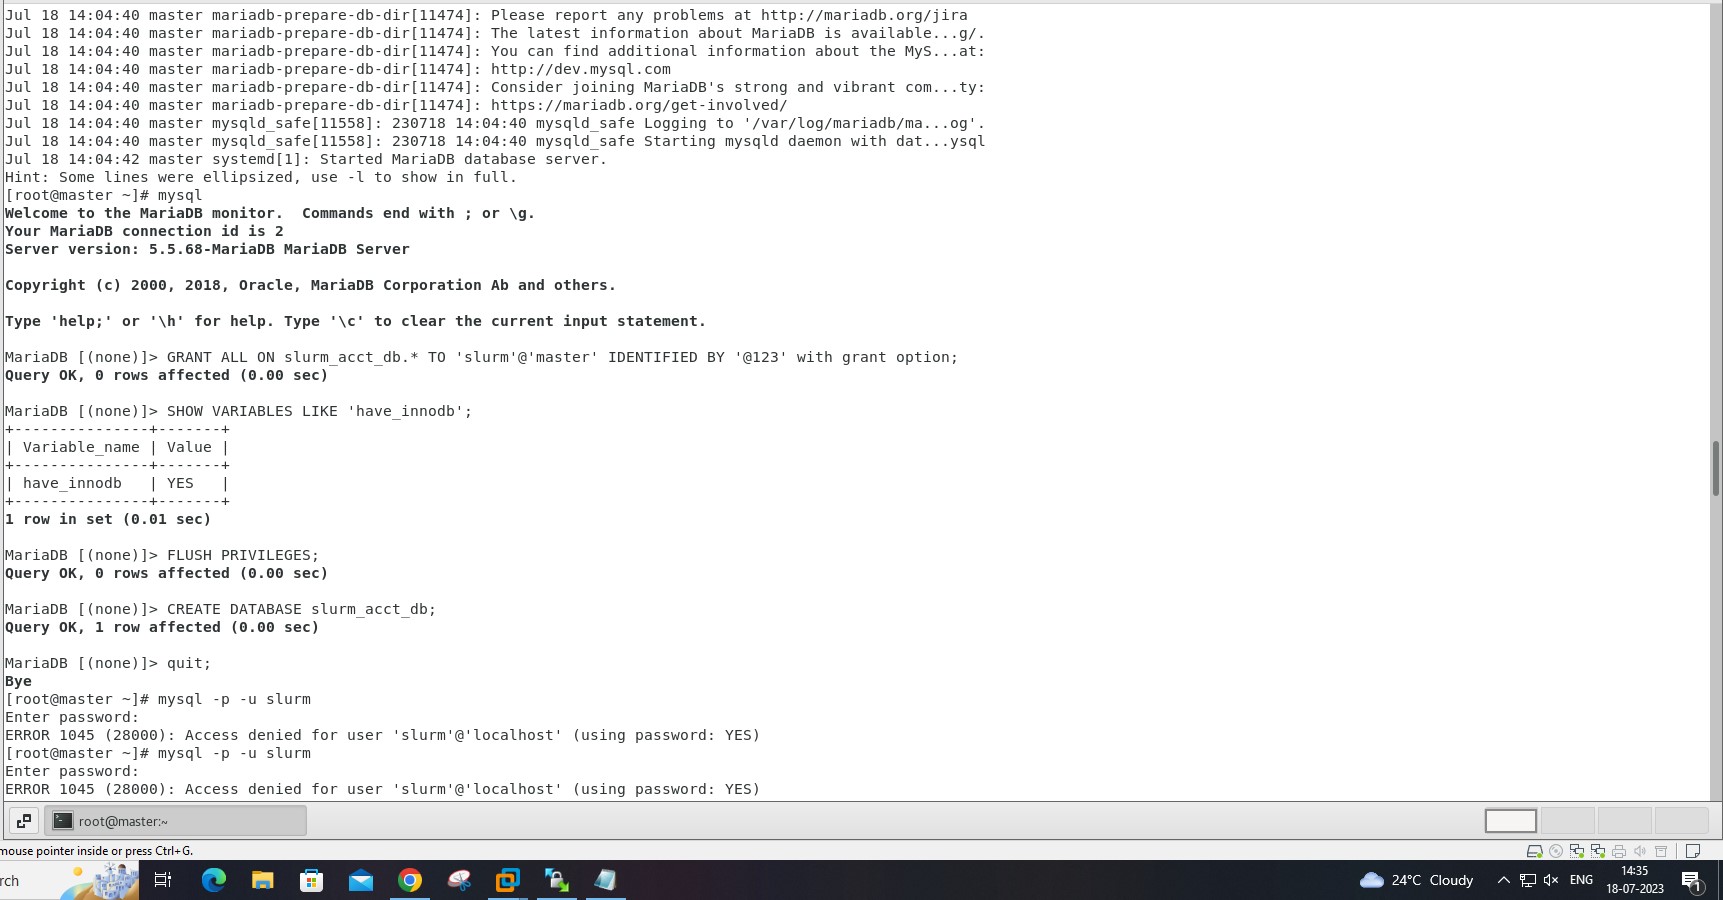 Jul 18 14:04:40 master mariadb-prepare-db-dir[11474]: Please report any problems at http://mariadb.org/jira
Jul 18 14:04:40 master mariadb-prepare-db-dir[11474]: The latest information about MariaDB is available...g/.
Jul 18 14:04:40 master mariadb-prepare-db-dir[11474]: You can find additional information about the MyS...at:
Jul 18 14:04:40 master mariadb-prepare-db-dir[11474]: http://dev.mysql.com
Jul 18 14:04:40 master mariadb-prepare-db-dir[11474]: Consider joining MariaDB's strong and vibrant com...ty:
Jul 18 14:04:40 master mariadb-prepare-db-dir[11474]: https://mariadb.org/get-involved/
Jul 18 14:04:40 master mysqld_safe[11558]: 230718 14:04:40 mysqld_safe Logging to '/var/log/mariadb/ma...og'.
Jul 18 14:04:40 master mysqld_safe[11558]: 230718 14:04:40 mysqld_safe Starting mysqld daemon with dat...ysql
Jul 18 14:04:42 master systemd[1]: Started MariaDB database server.
Hint: Some lines were ellipsized, use -l to show in full.
[root@master ~]# mysql
Welcome to the MariaDB monitor.  Commands end with ; or \g.
Your MariaDB connection id is 2
Server version: 5.5.68-MariaDB MariaDB Server
Copyright (c) 2000, 2018, Oracle, MariaDB Corporation Ab and others.
Type 'help;' or '\h' for help. Type '\c' to clear the current input statement.
MariaDB [(none)]> GRANT ALL ON slurm_acct_db.* TO 'slurm'@'master' IDENTIFIED BY '@123' with grant option;
Query OK, 0 rows affected (0.00 sec)
MariaDB [(none)]> SHOW VARIABLES LIKE 'have_innodb';
+---------------+-------+
| Variable_name | Value |
+---------------+-------+
| have_innodb   | YES   |
+---------------+-------+
1 row in set (0.01 sec)
MariaDB [(none)]> FLUSH PRIVILEGES;
Query OK, 0 rows affected (0.00 sec)
MariaDB [(none)]> CREATE DATABASE slurm_acct_db;
Query OK, 1 row affected (0.00 sec)
MariaDB [(none)]> quit;
Bye
[root@master ~]# mysql -p -u slurm
Enter password:
ERROR 1045 (28000): Access denied for user 'slurm'@'localhost' (using password: YES)
[root@master ~]# mysql -p -u slurm
Enter password:
ERROR 1045 (28000): Access denied for user 'slurm'@'localhost' (using password: YES)
root@master:~
mouse pointer inside or press Ctrl+G.
rch
24°C Cloudy
ENG
14:35
18-07-2023
1